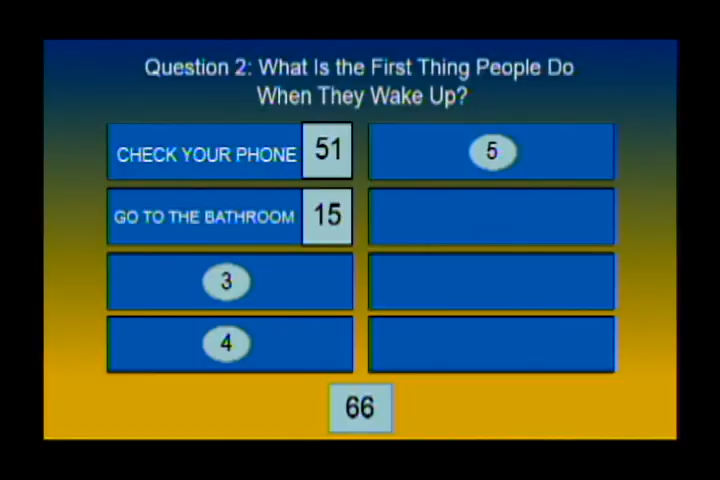 Question 2: What Is the First Thing People Do
When They Wake Up?
CHECK YOUR PHONE 51
GO TO THE BATHROOM 15
3
4
5
66